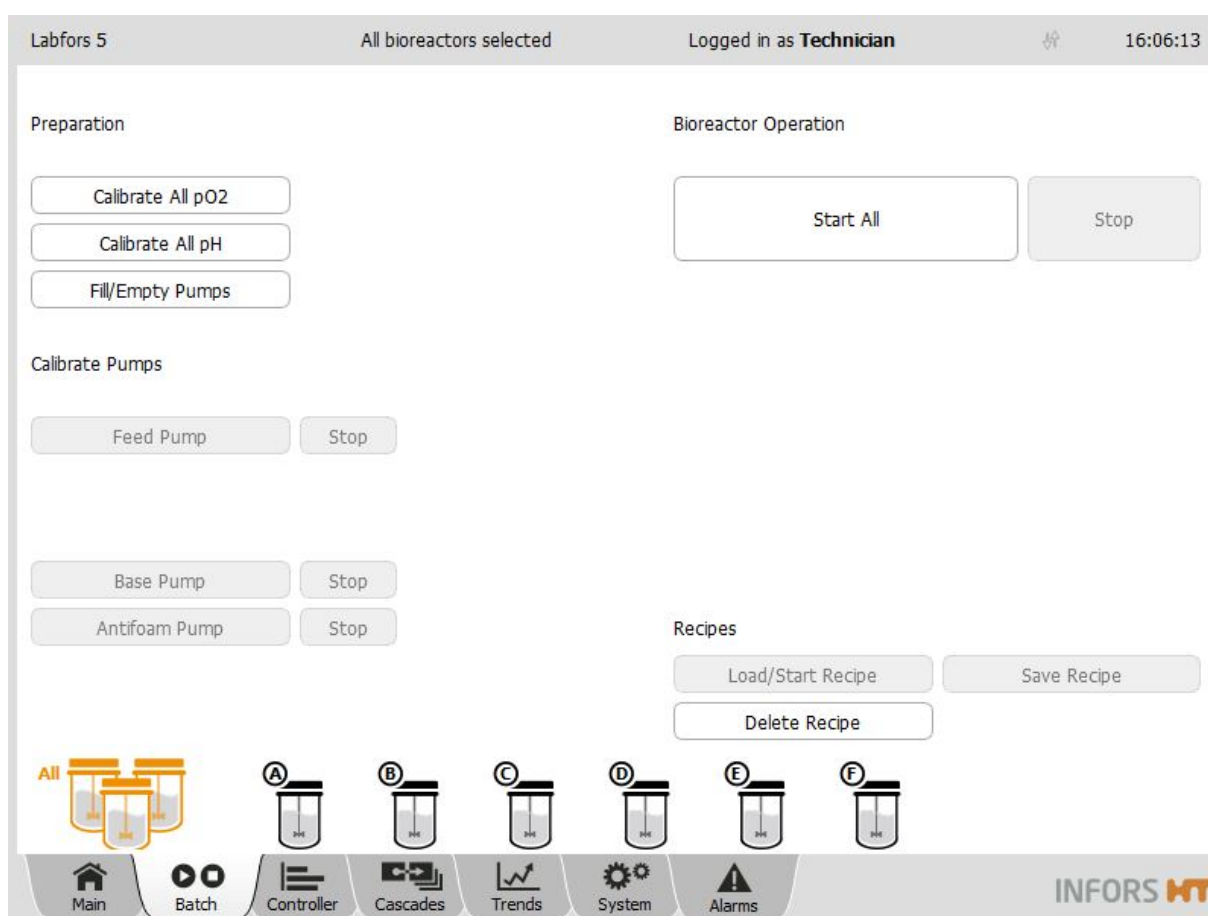 Labfors 5 All bioreactors selected Logged in as Technician 16:06:13
Preparation
Bioreactor Operation
Calibrate All pO2
Calibrate All pH
Fill/Empty Pumps
Start All Stop
Calibrate Pumps
Feed Pump Stop
Base Pump Stop
Antifoam Pump Stop
Recipes
Load/Start Recipe Save Recipe
Delete Recipe
All A B C D E F
Main Batch Controller Cascades Trends System Alarms
INFORS HT